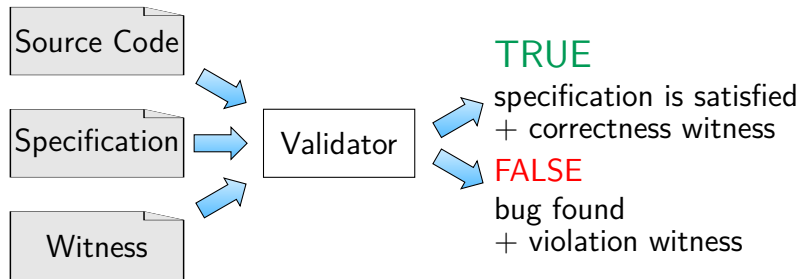 Source Code
Specification
Witness
Validator
TRUE
specification is satisfied
+ correctness witness
FALSE
bug found
+ violation witness